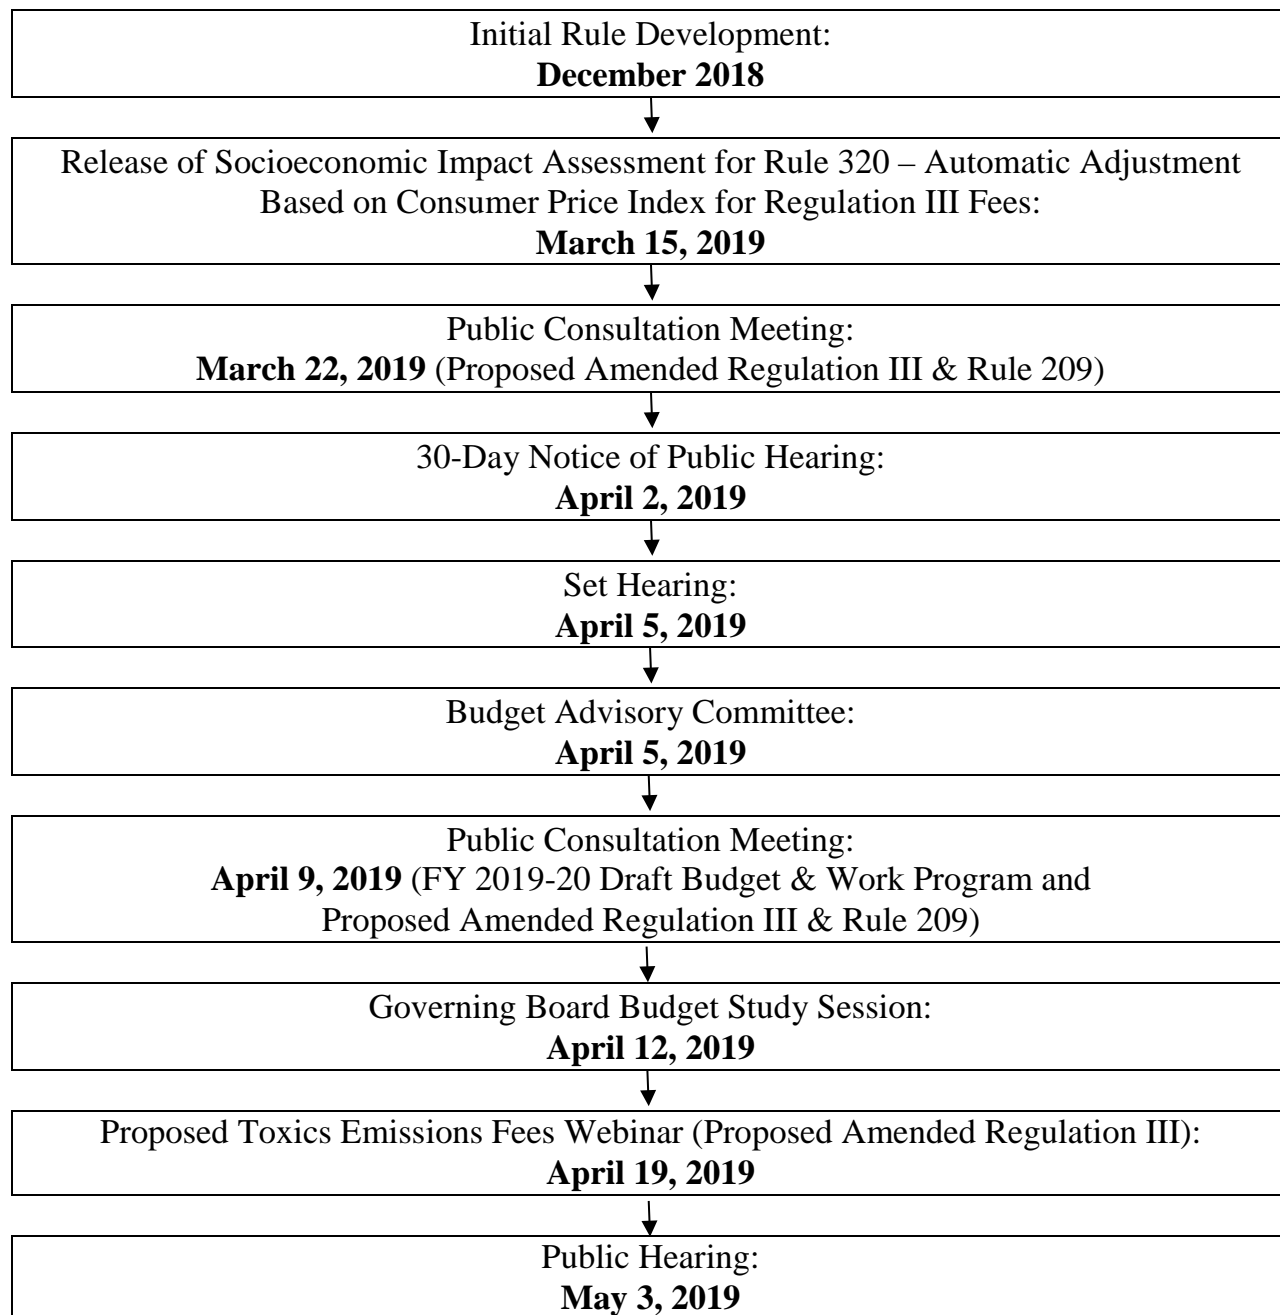 Initial Rule Development:
December 2018
Release of Socioeconomic Impact Assessment for Rule 320 – Automatic Adjustment
Based on Consumer Price Index for Regulation III Fees:
March 15, 2019
Public Consultation Meeting:
March 22, 2019 (Proposed Amended Regulation III & Rule 209)
30-Day Notice of Public Hearing:
April 2, 2019
Set Hearing:
April 5, 2019
Budget Advisory Committee:
April 5, 2019
Public Consultation Meeting:
April 9, 2019 (FY 2019-20 Draft Budget & Work Program and
Proposed Amended Regulation III & Rule 209)
Governing Board Budget Study Session:
April 12, 2019
Proposed Toxics Emissions Fees Webinar (Proposed Amended Regulation III):
April 19, 2019
Public Hearing:
May 3, 2019